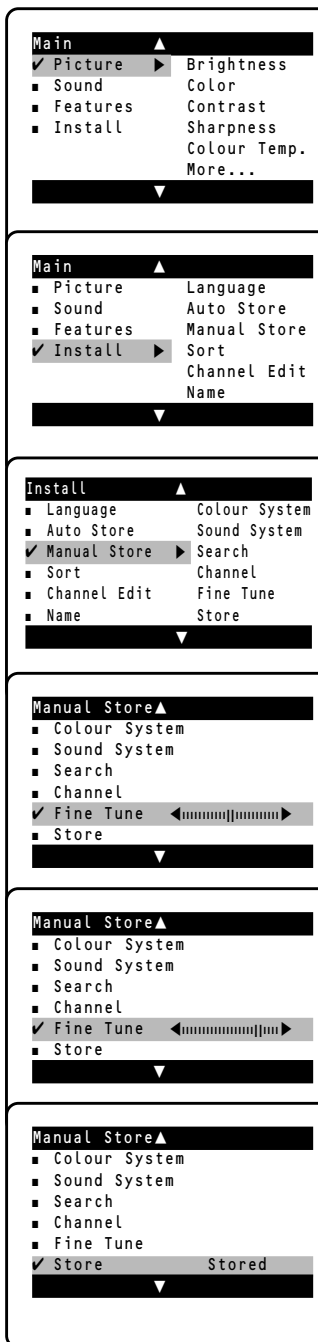 Main ▲
✔ Picture ▶ Brightness
▪ Sound Color
▪ Features Contrast
▪ Install Sharpness
Colour Temp.
More...
▼
Main ▲
▪ Picture Language
▪ Sound Auto Store
▪ Features Manual Store
✔ Install ▶ Sort
Channel Edit
Name
▼
Install ▲
▪ Language Colour System
▪ Auto Store Sound System
✔ Manual Store ▶ Search
▪ Sort Channel
▪ Channel Edit Fine Tune
▪ Name Store
▼
Manual Store▲
▪ Colour System
▪ Sound System
▪ Search
▪ Channel
✔ Fine Tune ◀▶
▪ Store
▼
Manual Store▲
▪ Colour System
▪ Sound System
▪ Search
▪ Channel
✔ Fine Tune ◀▶
▪ Store
▼
Manual Store▲
▪ Colour System
▪ Sound System
▪ Search
▪ Channel
▪ Fine Tune
✔ Store Stored
▼